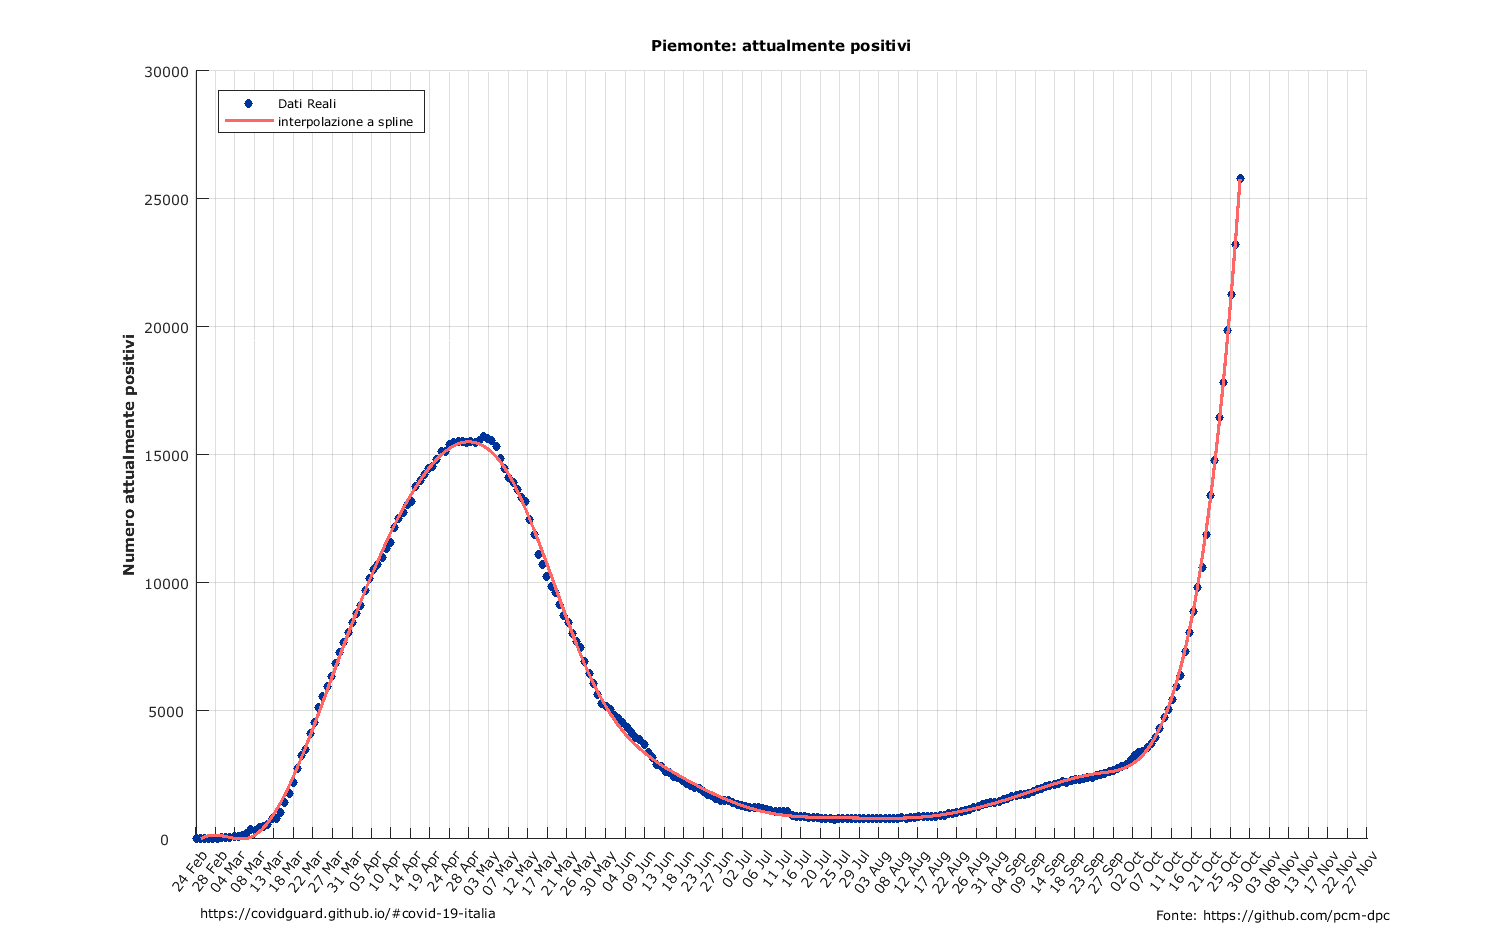 Piemonte: attualmente positivi
Dati Reali
interpolazione a spline
Numero attualmente positivi
30000
25000
20000
15000
10000
5000
0
24 Feb
28 Feb
04 Mar
08 Mar
13 Mar
18 Mar
22 Mar
27 Mar
31 Mar
05 Apr
10 Apr
14 Apr
19 Apr
24 Apr
28 Apr
03 May
07 May
12 May
17 May
21 May
26 May
30 May
04 Jun
09 Jun
13 Jun
18 Jun
23 Jun
27 Jun
02 Jul
06 Jul
11 Jul
16 Jul
20 Jul
25 Jul
29 Jul
03 Aug
08 Aug
12 Aug
17 Aug
22 Aug
26 Aug
31 Aug
04 Sep
09 Sep
14 Sep
18 Sep
23 Sep
27 Sep
02 Oct
07 Oct
11 Oct
16 Oct
21 Oct
25 Oct
30 Oct
03 Nov
08 Nov
13 Nov
17 Nov
22 Nov
27 Nov
https://covidguard.github.io/#covid-19-italia
Fonte: https://github.com/pcm-dpc